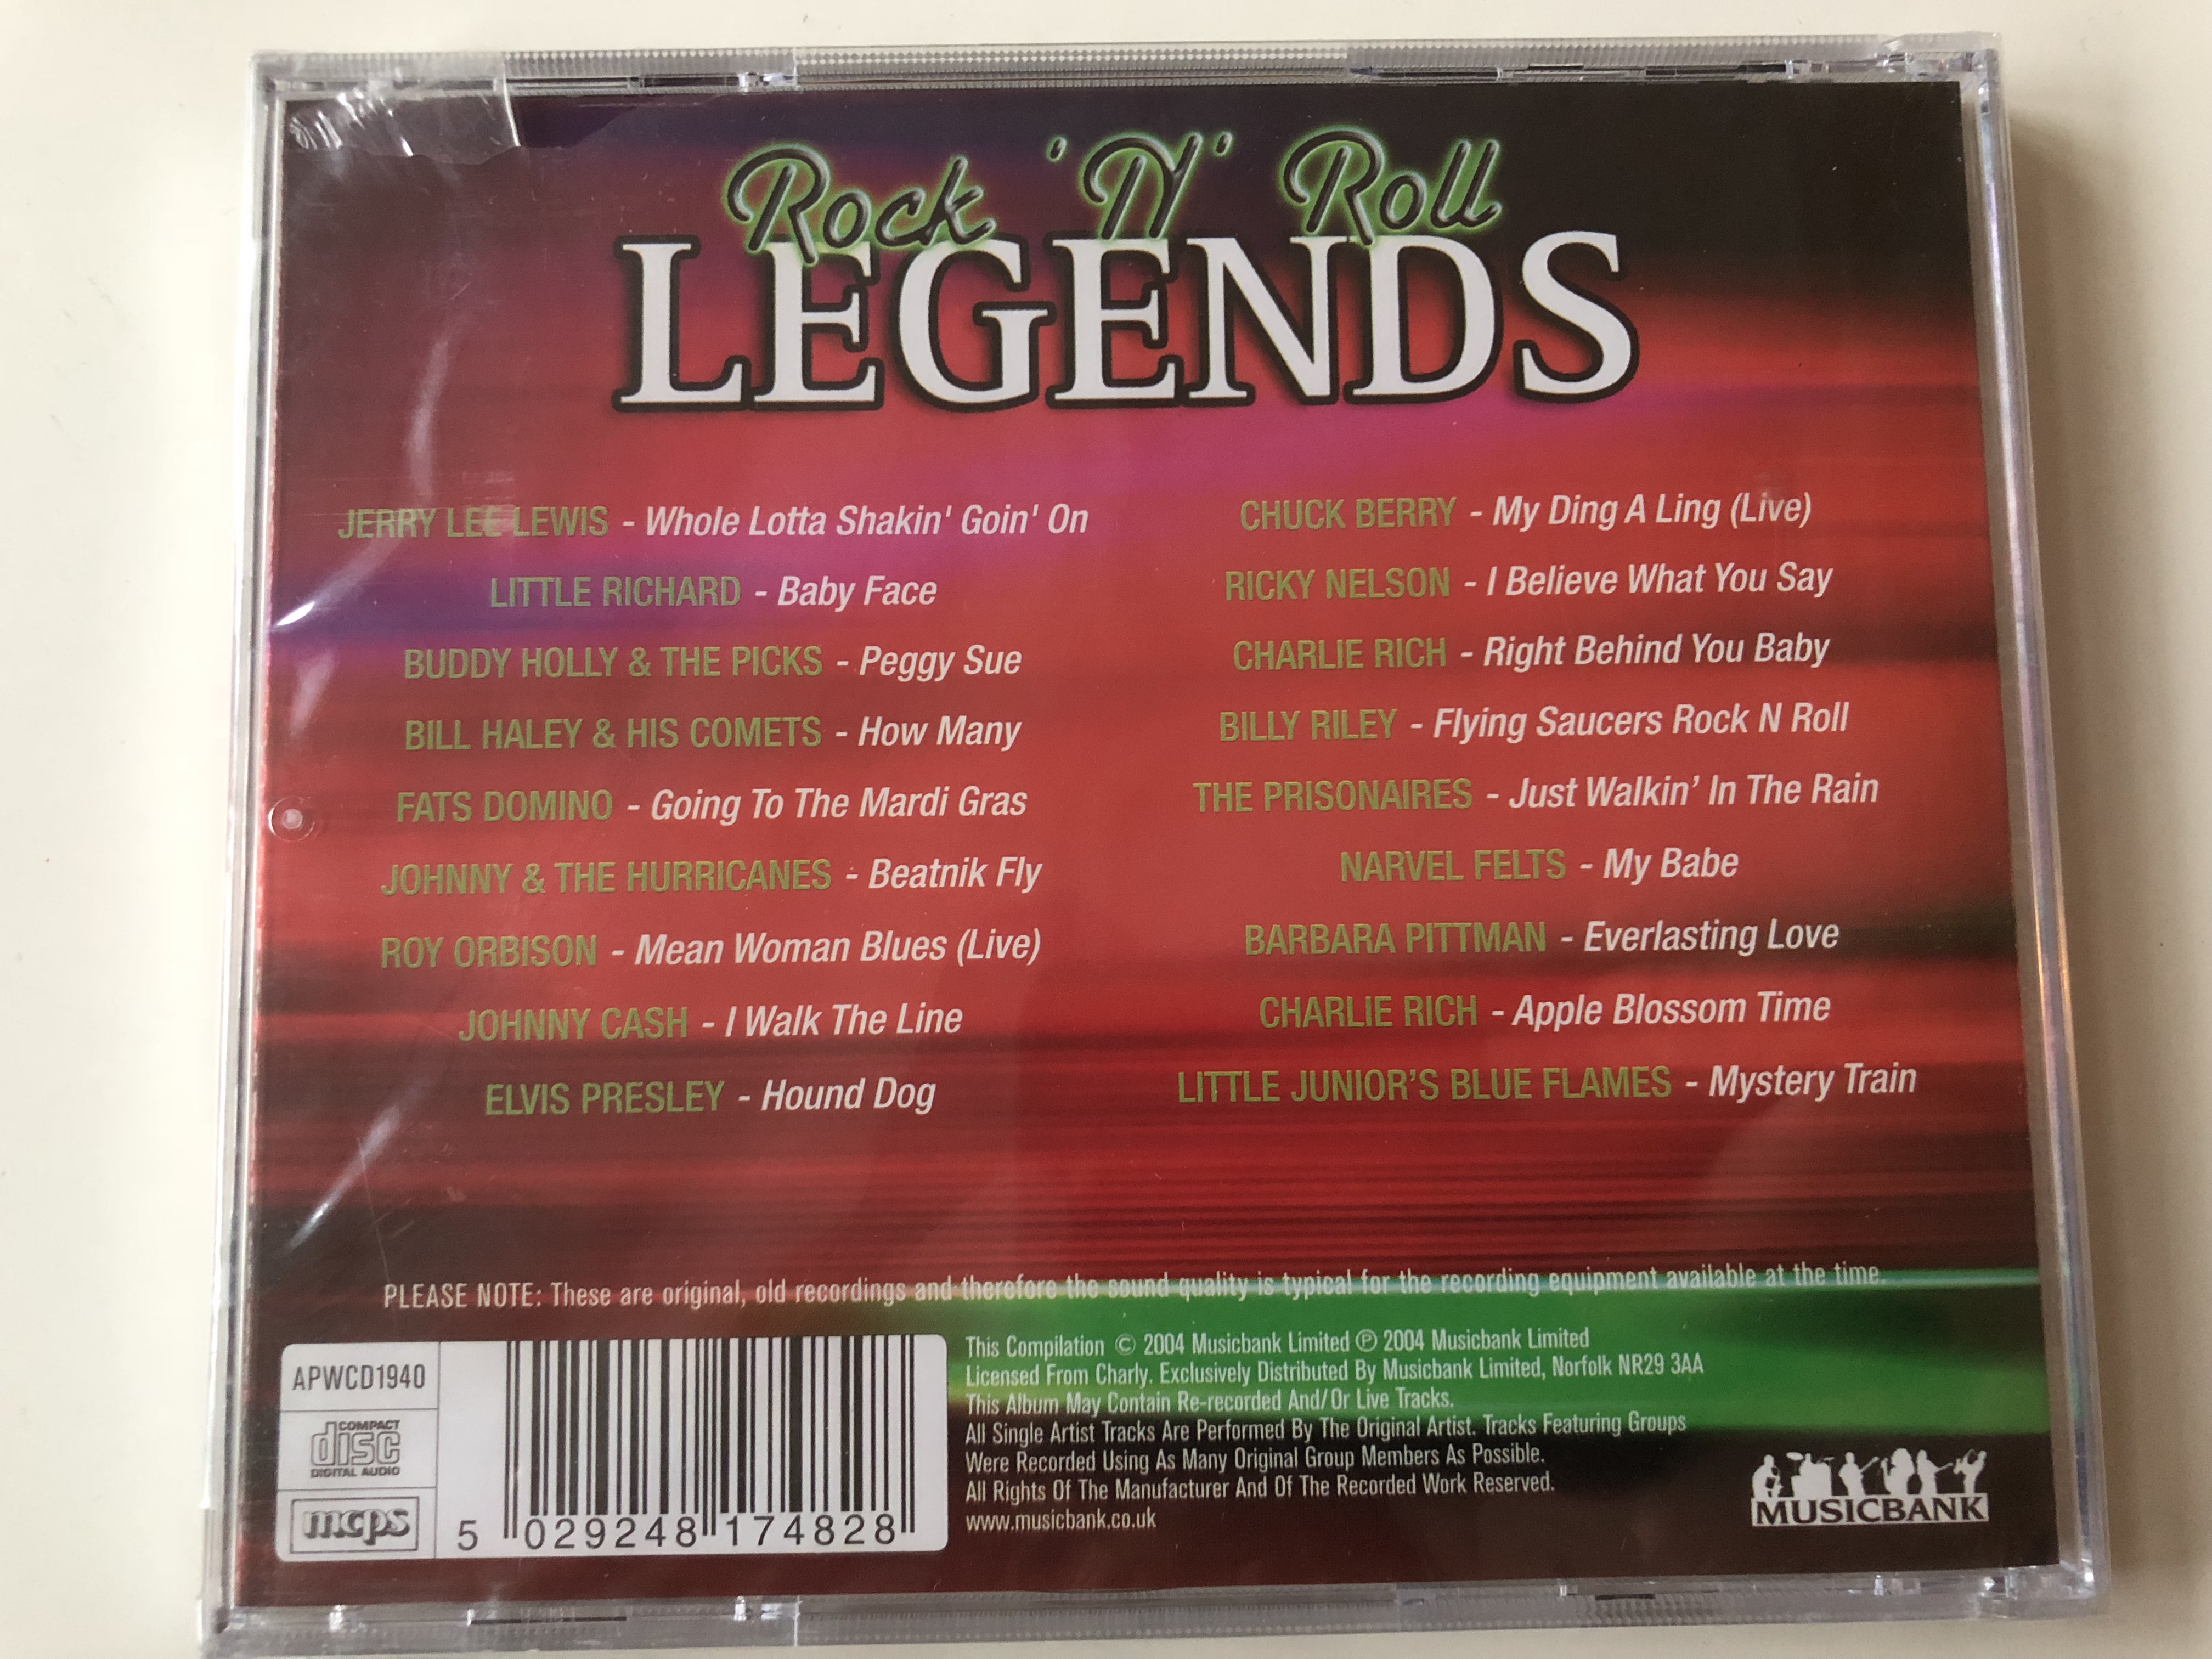 Rock 'N' Roll
LEGENDS
JERRY LEE LEWIS - Whole Lotta Shakin' Goin' On
LITTLE RICHARD - Baby Face
BUDDY HOLLY & THE PICKS - Peggy Sue
BILL HALEY & HIS COMETS - How Many
FATS DOMINO - Going To The Mardi Gras
JOHNNY & THE HURRICANES - Beatnik Fly
ROY ORBISON - Mean Woman Blues (Live)
JOHNNY CASH - I Walk The Line
ELVIS PRESLEY - Hound Dog
CHUCK BERRY - My Ding A Ling (Live)
RICKY NELSON - I Believe What You Say
CHARLIE RICH - Right Behind You Baby
BILLY RILEY - Flying Saucers Rock N Roll
THE PRISONAIRES - Just Walkin' In The Rain
NARVEL FELTS - My Babe
BARBARA PITTMAN - Everlasting Love
CHARLIE RICH - Apple Blossom Time
LITTLE JUNIOR'S BLUE FLAMES - Mystery Train
PLEASE NOTE: These are original, old recordings and therefore the sound quality is typical for the recording equipment available at the time.
APWCD1940
COMPACT
disc
DIGITAL AUDIO
mcps
5 029248 174828
This Compilation © 2004 Musicbank Limited ℗ 2004 Musicbank Limited
Licensed From Charly. Exclusively Distributed By Musicbank Limited, Norfolk NR29 3AA
This Album May Contain Re-recorded And/Or Live Tracks.
All Single Artist Tracks Are Performed By The Original Artist. Tracks Featuring Groups
Were Recorded Using As Many Original Group Members As Possible.
All Rights Of The Manufacturer And Of The Recorded Work Reserved.
www.musicbank.co.uk
MUSICBANK